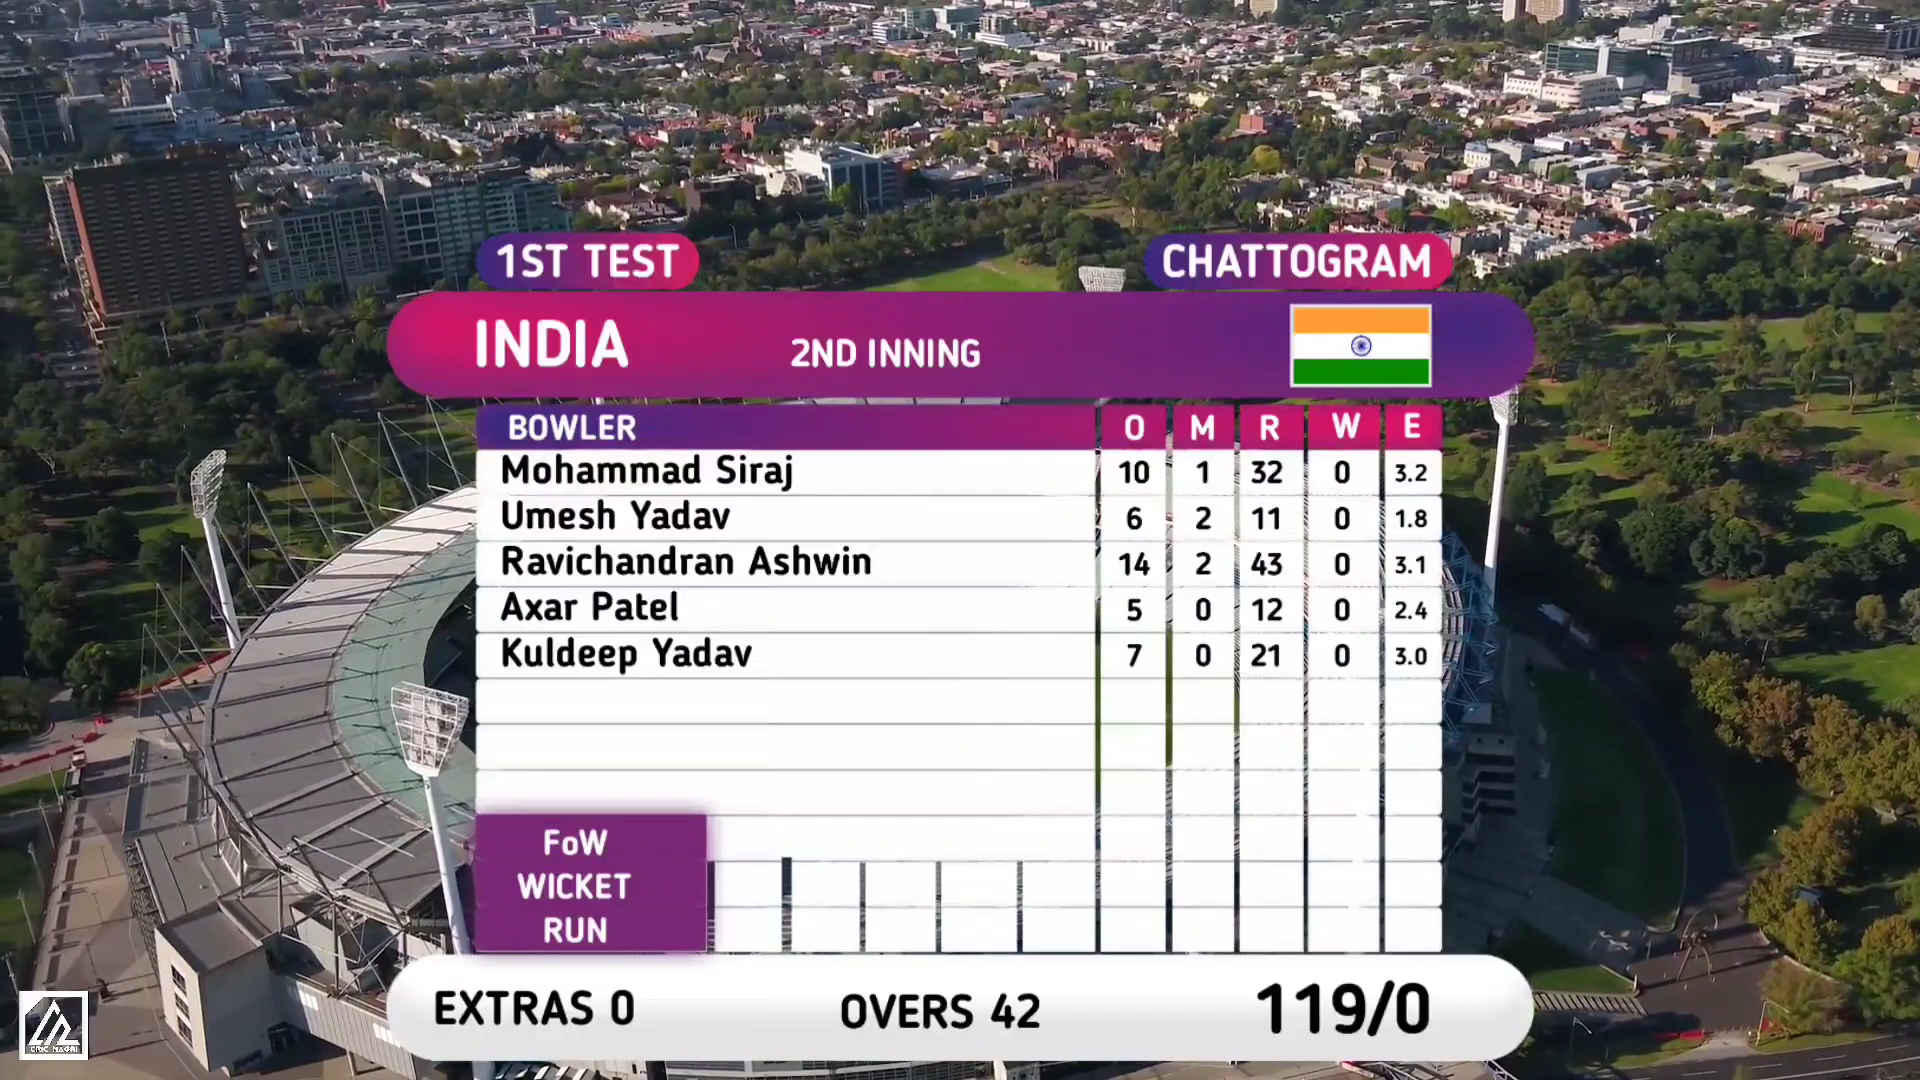 1ST TEST CHATTOGRAM
INDIA 2ND INNING
BOWLER O M R W E
Mohammad Siraj 10 1 32 0 3.2
Umesh Yadav 6 2 11 0 1.8
Ravichandran Ashwin 14 2 43 0 3.1
Axar Patel 5 0 12 0 2.4
Kuldeep Yadav 7 0 21 0 3.0
FoW
WICKET
RUN
EXTRAS 0 OVERS 42 119/0
CRIC NAGRI